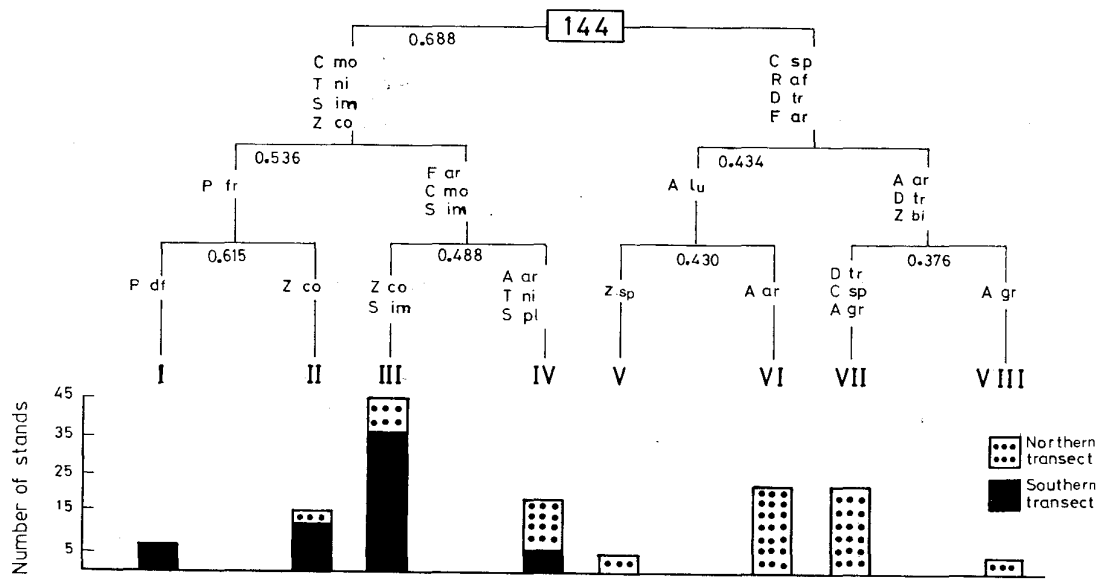 144
0.688
C mo
T ni
S im
Z co
C sp
R af
D tr
F ar
0.536
0.434
P fr
F ar
C mo
S im
A lu
A ar
D tr
Z bi
0.615
0.488
0.430
0.376
P df
Z co
Z co
S im
A ar
T ni
S pl
Z sp
A ar
D tr
C sp
A gr
A gr
I II III IV V VI VII VIII
Number of stands
45
35
25
15
5
Northern
transect
Southern
transect